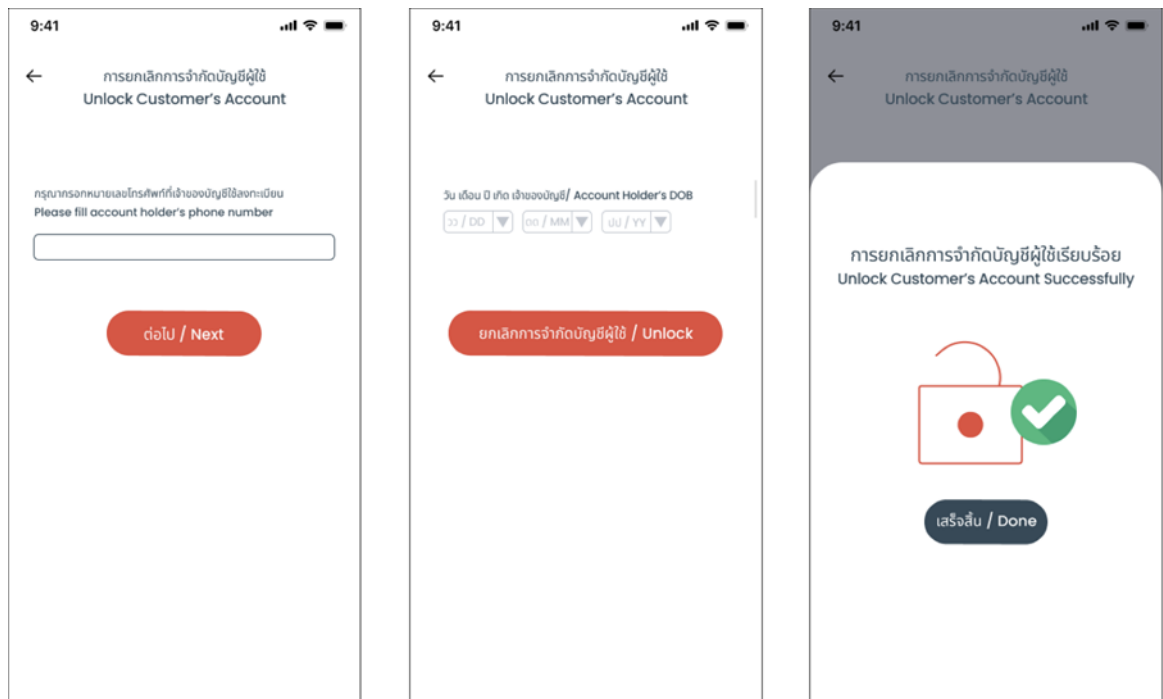 9:41
การยกเลิกการจำกัดบัญชีผู้ใช้
Unlock Customer's Account
กรุณากรอกหมายเลขโทรศัพท์ที่เจ้าของบัญชีใช้ลงทะเบียน
Please fill account holder's phone number
ต่อไป / Next
9:41
การยกเลิกการจำกัดบัญชีผู้ใช้
Unlock Customer's Account
วัน เดือน ปี เกิด เจ้าของบัญชี/ Account Holder's DOB
วว / DD ดด / MM ปป / YY
ยกเลิกการจำกัดบัญชีผู้ใช้ / Unlock
9:41
การยกเลิกการจำกัดบัญชีผู้ใช้
Unlock Customer's Account
การยกเลิกการจำกัดบัญชีผู้ใช้เรียบร้อย
Unlock Customer's Account Successfully
เสร็จสิ้น / Done